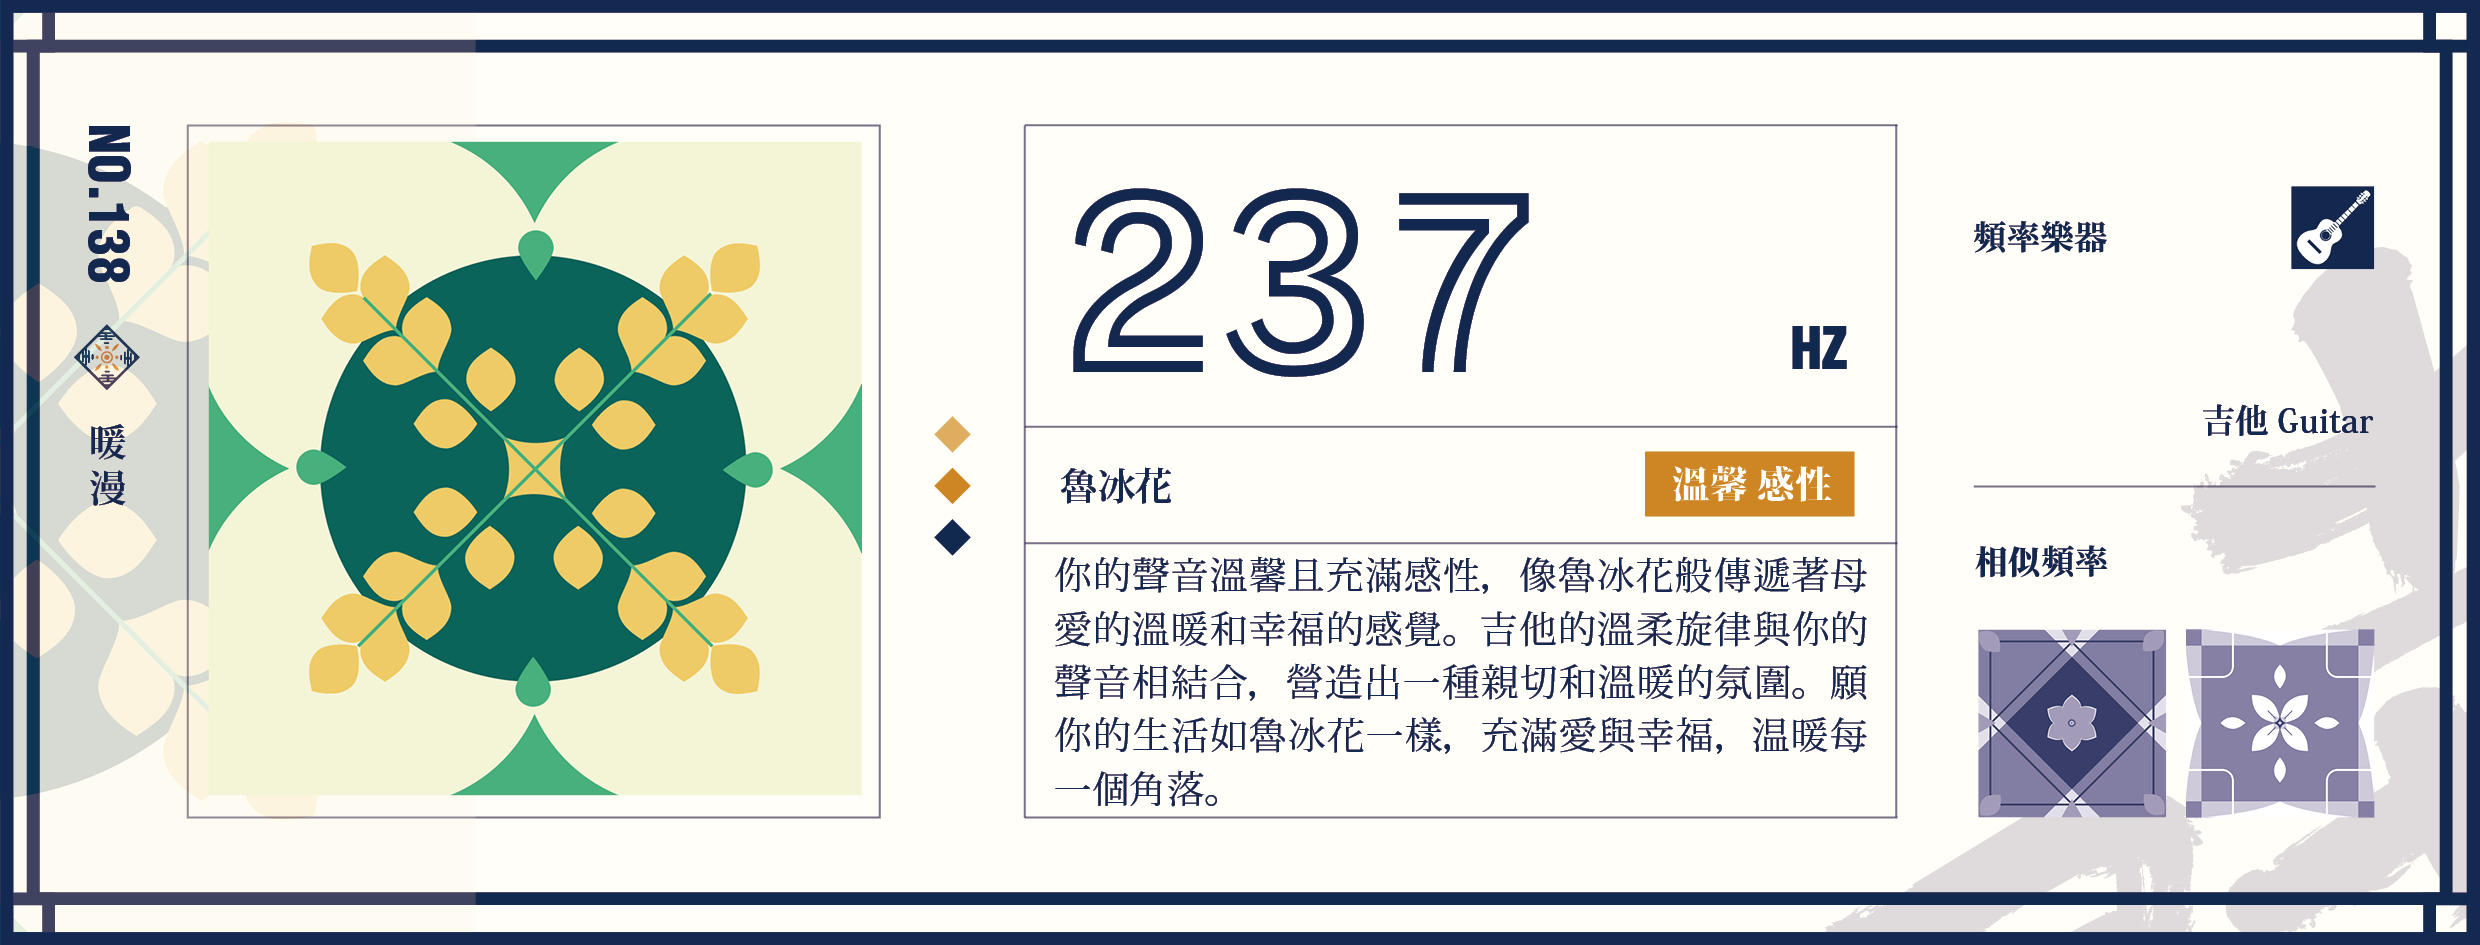 NO.138
暖漫
237
HZ
魯冰花
溫馨 感性
你的聲音溫馨且充滿感性，像魯冰花般傳遞著母
愛的溫暖和幸福的感覺。吉他的溫柔旋律與你的
聲音相結合，營造出一種親切和溫暖的氛圍。願
你的生活如魯冰花一樣，充滿愛與幸福，温暖每
一個角落。
頻率樂器
吉他 Guitar
相似頻率